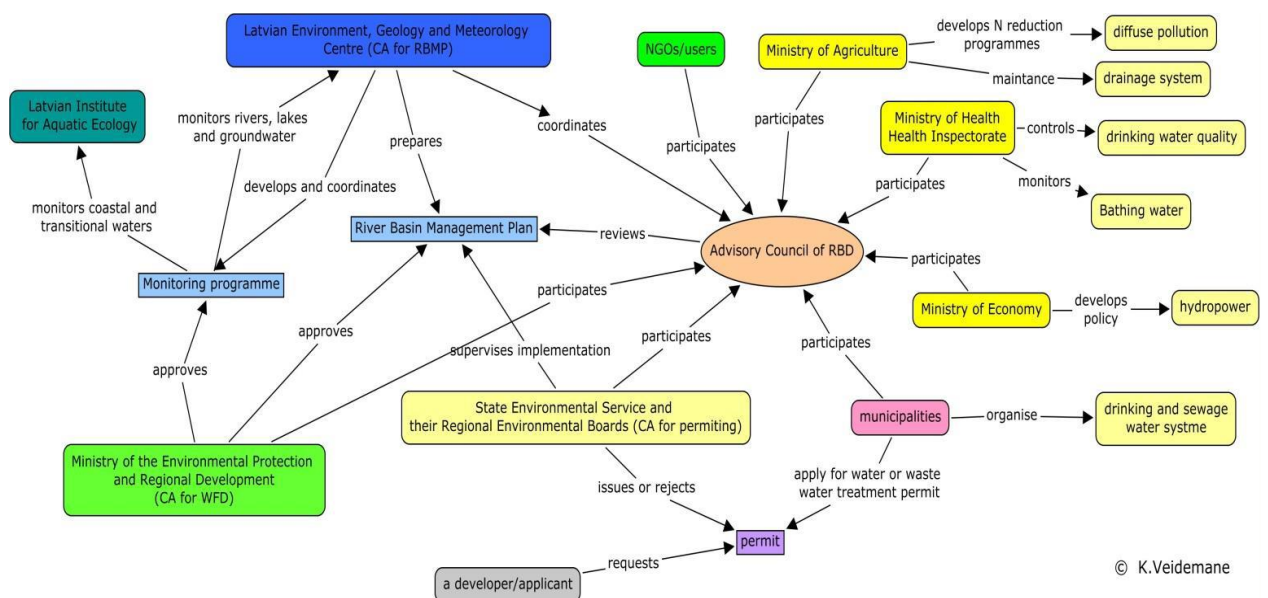 Latvian Environment, Geology and Meteorology
Centre (CA for RBMP)
NGOs/users
Ministry of Agriculture
develops N reduction
programmes
diffuse pollution
maintance
drainage system
Latvian Institute
for Aquatic Ecology
monitors rivers, lakes
and groundwater
prepares
coordinates
participates
participates
Ministry of Health
Health Inspectorate
controls
drinking water quality
develops and coordinates
participates
monitors
Bathing water
monitors coastal and
transitional waters
River Basin Management Plan
reviews
Advisory Council of RBD
Monitoring programme
participates
participates
Ministry of Economy
develops
policy
hydropower
approves
approves
supervises implementation
participates
participates
State Environmental Service and
their Regional Environmental Boards (CA for permiting)
municipalities
organise
drinking and sewage
water systme
Ministry of the Environmental Protection
and Regional Development
(CA for WFD)
issues or rejects
apply for water or waste
water treatment permit
permit
requests
a developer/applicant
© K.Veidemane